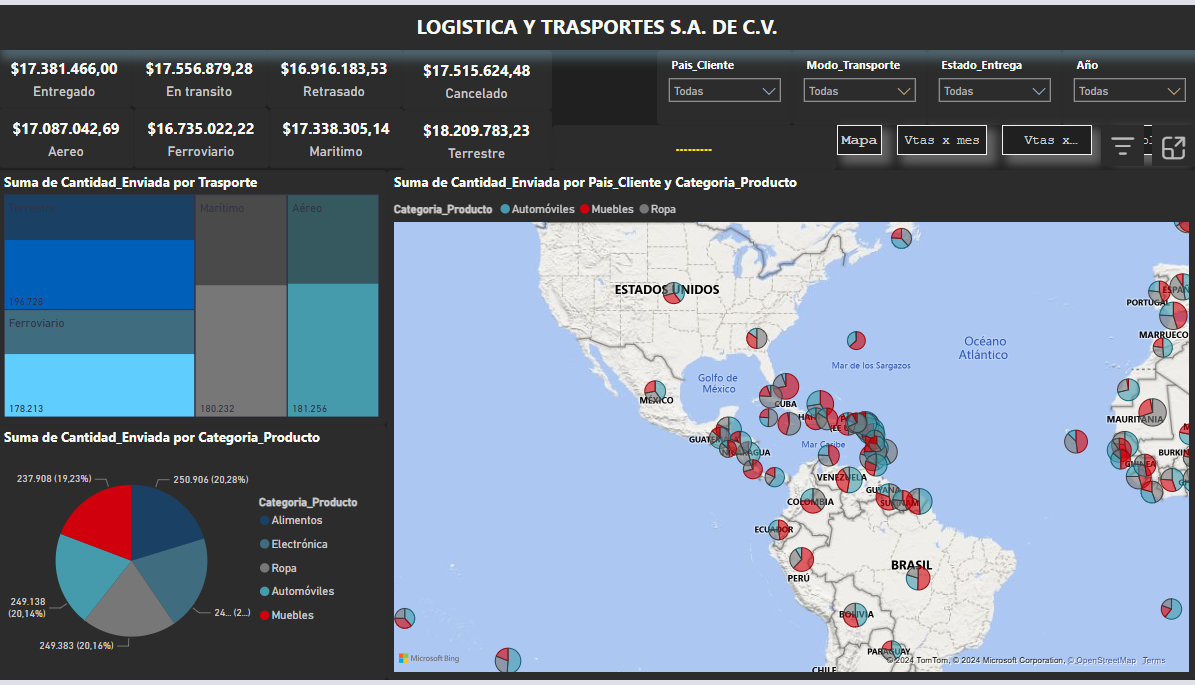 LOGISTICA Y TRASPORTES S.A. DE C.V.
$17.381.466,00
Entregado
$17.556.879,28
En transito
$16.916.183,53
Retrasado
$17.515.624,48
Cancelado
Pais_Cliente
Todas
Modo_Transporte
Todas
Estado_Entrega
Todas
Año
Todas
$17.087.042,69
Aereo
$16.735.022,22
Ferroviario
$17.338.305,14
Maritimo
$18.209.783,23
Terrestre
Mapa
Vtas x mes
Vtas x…
Suma de Cantidad_Enviada por Trasporte
Marítimo
Aéreo
196.728
Ferroviario
178.213
180.232
181.256
Suma de Cantidad_Enviada por Categoria_Producto
237.908 (19,23%)
250.906 (20,28%)
249.138
(20,14%)
24... (2...)
249.383 (20,16%)
Categoria_Producto
Alimentos
Electrónica
Ropa
Automóviles
Muebles
Suma de Cantidad_Enviada por Pais_Cliente y Categoria_Producto
Categoria_Producto
Automóviles
Muebles
Ropa
ESTADOS UNIDOS
PORTUGAL
MARRUECO
Océano
Atlántico
Mar de los Sargazos
Golfo de
México
MÉXICO
CUBA
MAURITANIA
Mar Caribe
NICARAGUA
BURKIN
GUINEA
VENEZUELA
GUYANA
COLOMBIA
SURINAM
ECUADOR
PERÚ
BRASIL
BOLIVIA
PARAGUAY
CHILE
Microsoft Bing
© 2024 TomTom, © 2024 Microsoft Corporation, © OpenStreetMap Terms